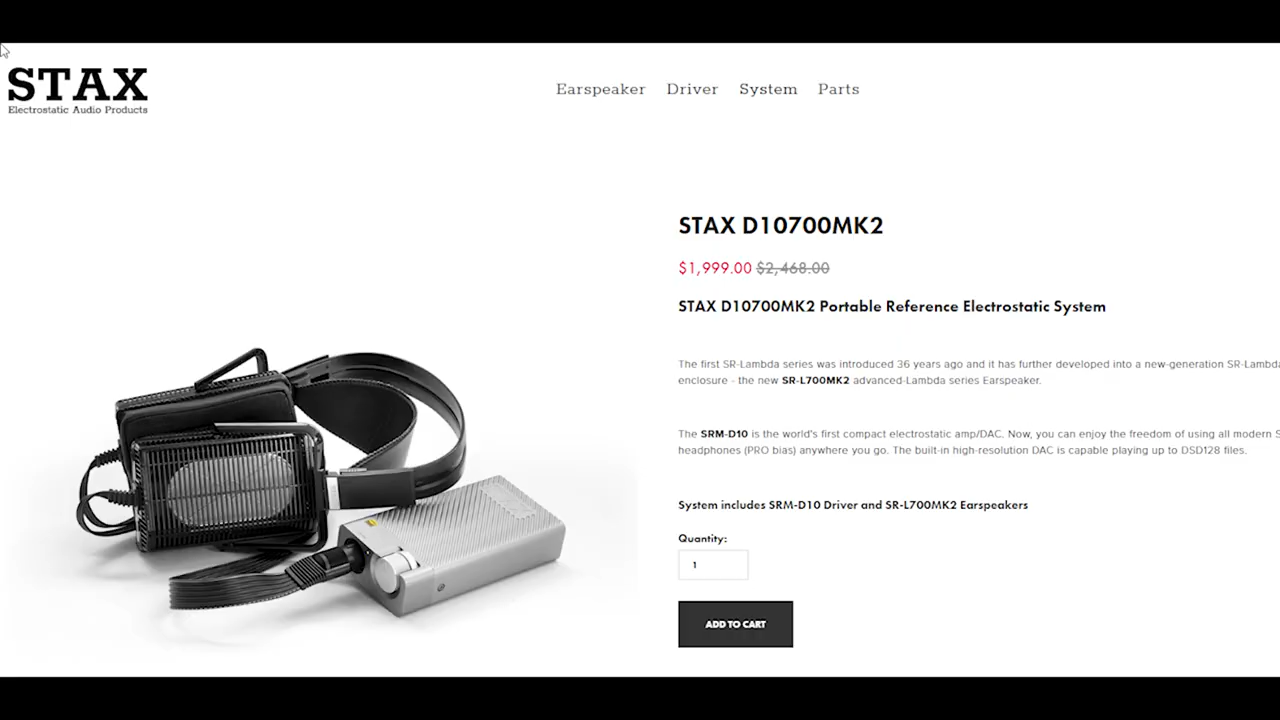 STAX
Electrostatic Audio Products
Earspeaker Driver System Parts
STAX D10700MK2
$1,999.00 $2,468.00
STAX D10700MK2 Portable Reference Electrostatic System
The first SR-Lambda series was introduced 36 years ago and it has further developed into a new-generation SR-Lambda
enclosure - the new SR-L700MK2 advanced-Lambda series Earspeaker.
The SRM-D10 is the world's first compact electrostatic amp/DAC. Now, you can enjoy the freedom of using all modern S
headphones (PRO bias) anywhere you go. The built-in high-resolution DAC is capable playing up to DSD128 files.
System includes SRM-D10 Driver and SR-L700MK2 Earspeakers
Quantity:
1
ADD TO CART